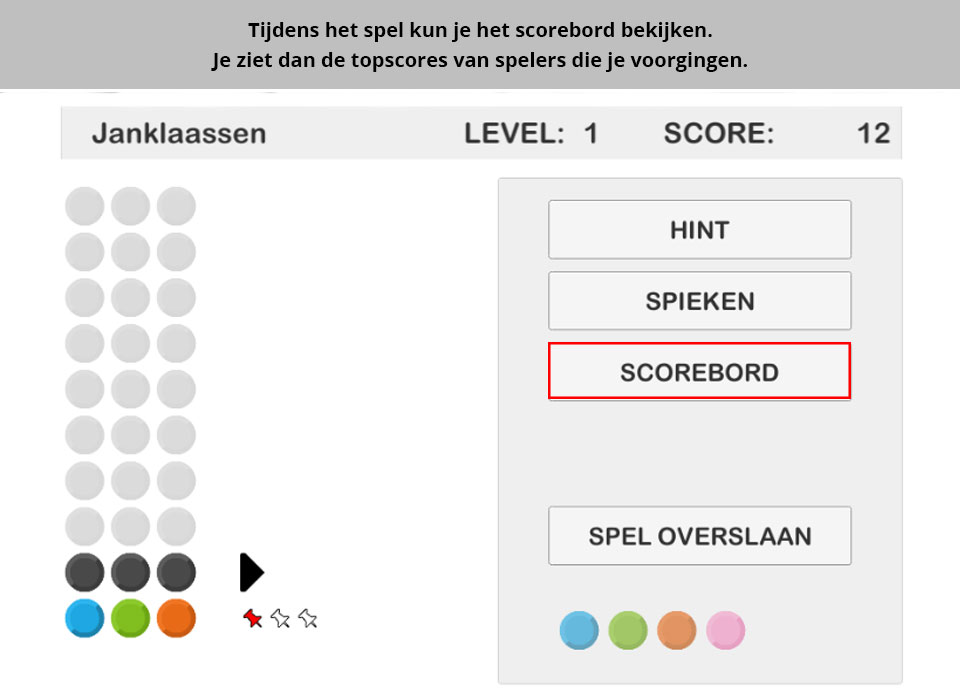 Tijdens het spel kun je het scorebord bekijken.
Je ziet dan de topscores van spelers die je voorgingen.
Janklaassen LEVEL: 1 SCORE: 12
HINT
SPIEKEN
SCOREBORD
SPEL OVERSLAAN